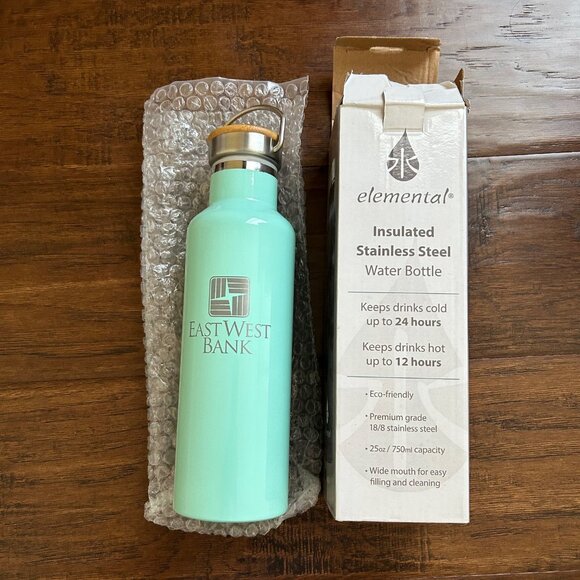 EASTWEST
BANK
elemental®
Insulated
Stainless Steel
Water Bottle
Keeps drinks cold
up to 24 hours
Keeps drinks hot
up to 12 hours
• Eco-friendly
• Premium grade
18/8 stainless steel
• 25oz / 750ml capacity
• Wide mouth for easy
filling and cleaning